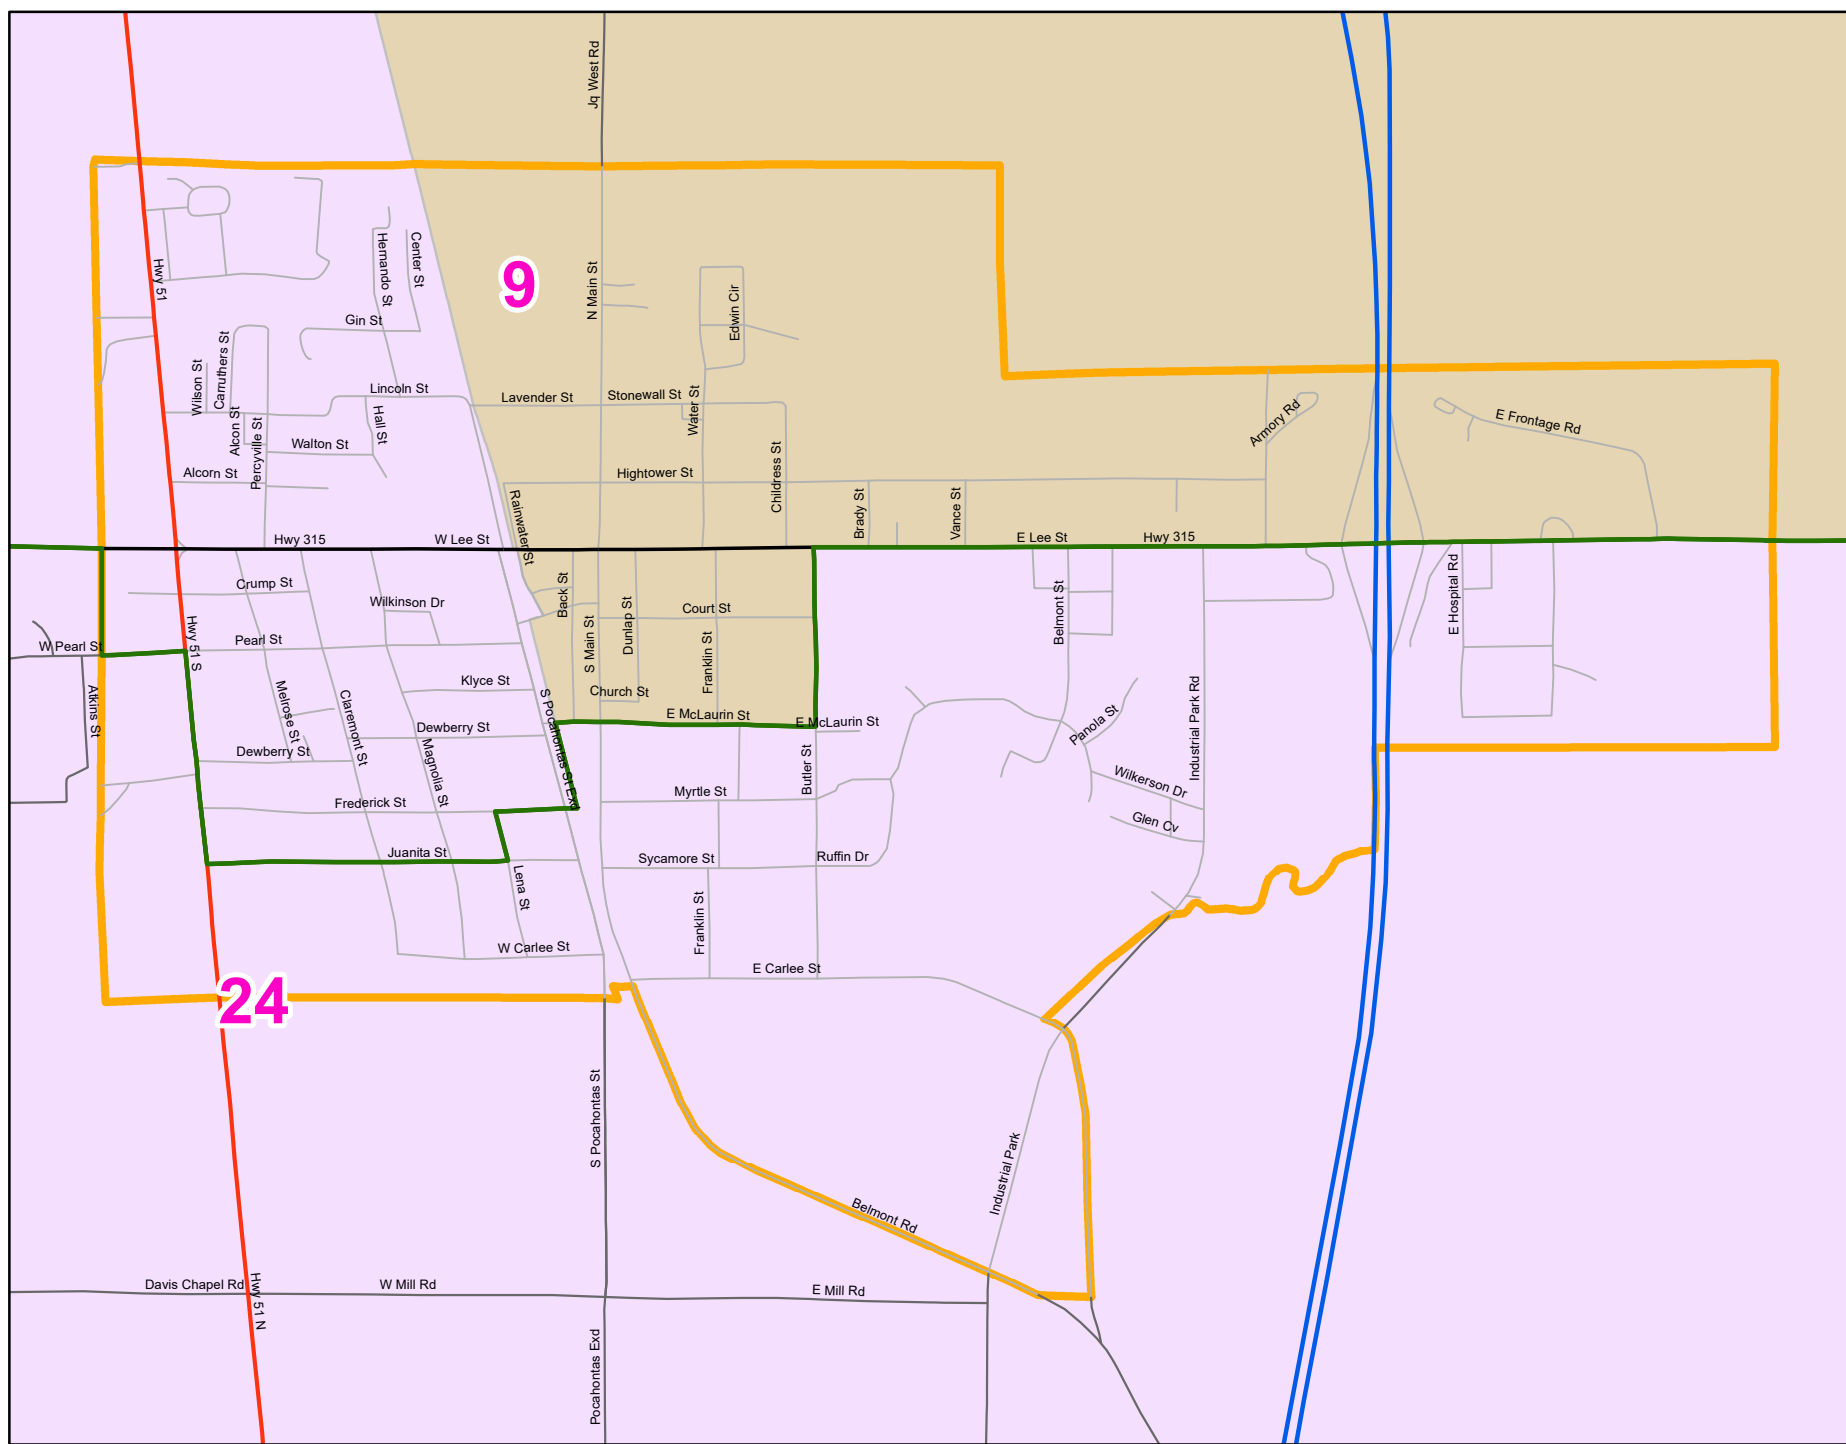 Jq West Rd
Hwy 51
Hernando St
Center St
9
N Main St
Edwin Cir
Gin St
Wilson St
Carruthers St
Lincoln St
Lavender St
Stonewall St
Water St
Armory Rd
E Frontage Rd
Alcon St
Percyville St
Hall St
Walton St
Alcorn St
Hightower St
Childress St
Rainwater St
Brady St
Vance St
Hwy 315
W Lee St
E Lee St
Hwy 315
Crump St
Wilkinson Dr
Back St
Court St
Belmont St
E Hospital Rd
W Pearl St
Hwy 51 S
Pearl St
S Main St
Dunlap St
Franklin St
Klyce St
Church St
Atkins St
Melrose St
Claremont St
S Pocahontas St Exd
E McLaurin St
E McLaurin St
Panola St
Industrial Park Rd
Dewberry St
Dewberry St
Magnolia St
Butler St
Wilkerson Dr
Frederick St
Myrtle St
Glen Cv
Juanita St
Sycamore St
Ruffin Dr
Lena St
Franklin St
W Carlee St
E Carlee St
24
S Pocahontas St
Industrial Park
Belmont Rd
Davis Chapel Rd
Hwy 51 N
W Mill Rd
E Mill Rd
Pocahontas Exd